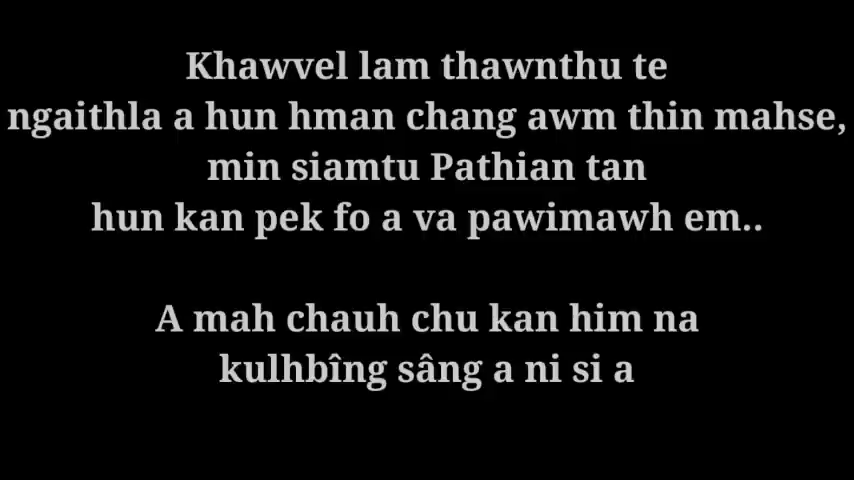 Khawvel lam thawnthu te
ngaithla a hun hman chang awm thin mahse,
min siamtu Pathian tan
hun kan pek fo a va pawimawh em..
A mah chauh chu kan him na
kulhbîng sâng a ni si a